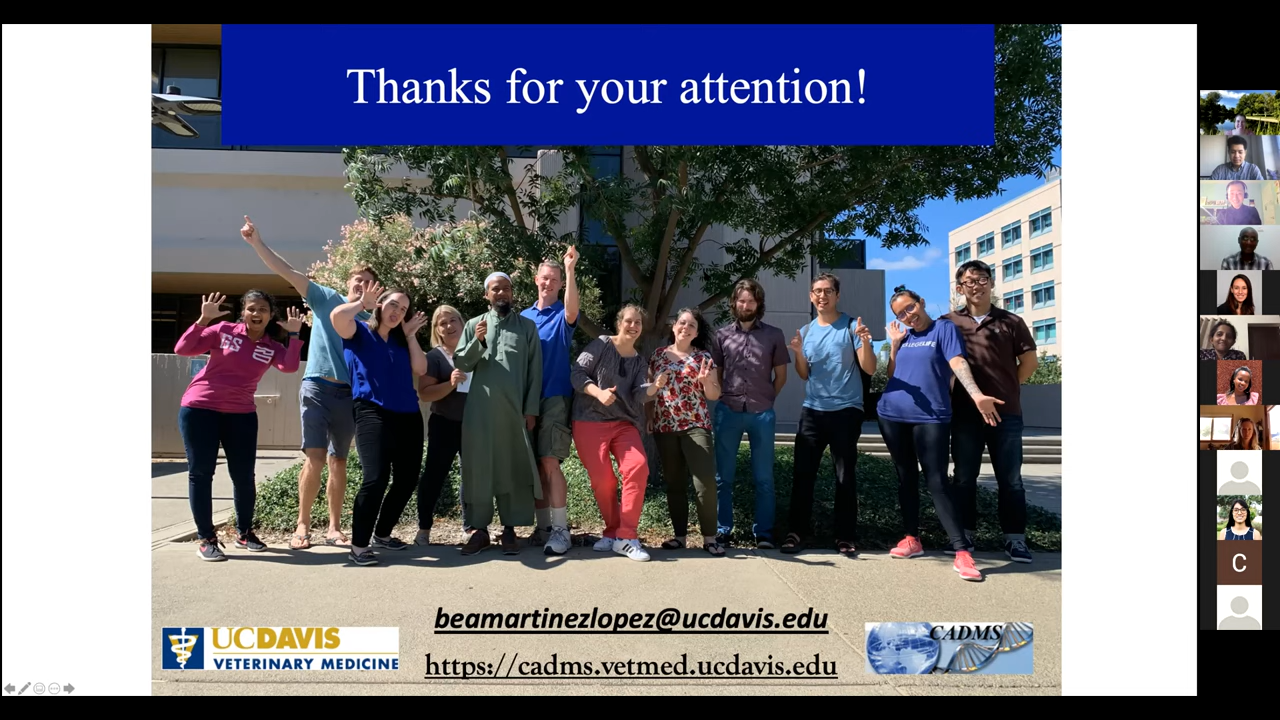 Thanks for your attention!
beamartinezlopez@ucdavis.edu
https://cadms.vetmed.ucdavis.edu
UCDAVIS
VETERINARY MEDICINE
CADMS
C